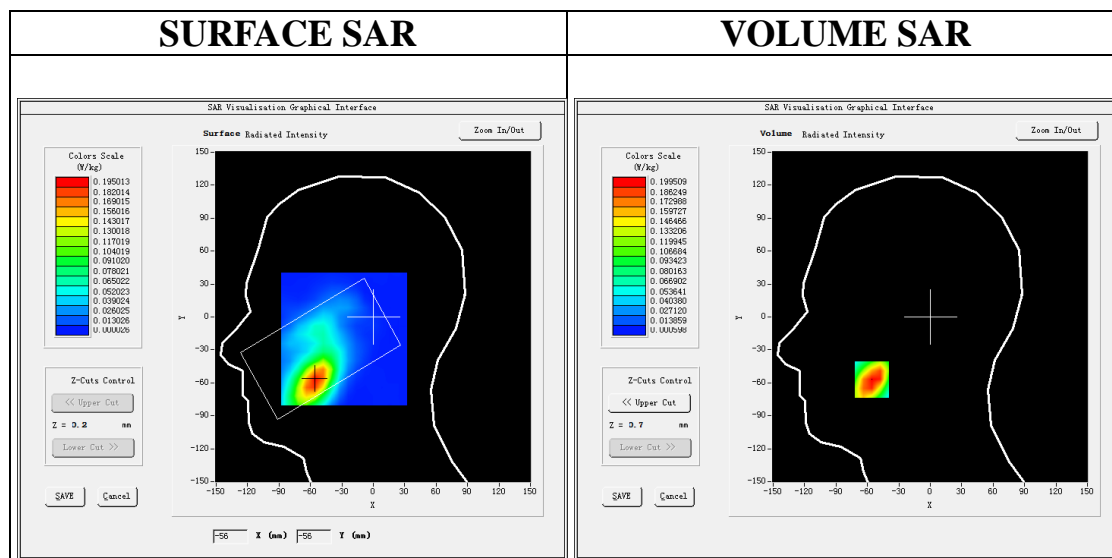 SURFACE SAR
VOLUME SAR
SAR Visualisation Graphical Interface
Surface Radiated Intensity
Zoom In/Out
Colors Scale
(W/kg)
0.195013
0.182014
0.169015
0.156016
0.143017
0.130018
0.117019
0.104019
0.091020
0.078021
0.065022
0.052023
0.039024
0.026025
0.013026
0.000026
150
120
90
60
30
0
-30
-60
-90
-120
-150
Y
-150 -120 -90 -60 -30 0 30 60 90 120 150
X
Z-Cuts Control
<< Upper Cut
Z = 0.2 mm
Lower Cut >>
SAVE Cancel
-56 X (mm) -56 Y (mm)
SAR Visualisation Graphical Interface
Volume Radiated Intensity
Zoom In/Out
Colors Scale
(W/kg)
0.199509
0.186249
0.172988
0.159727
0.146466
0.133206
0.119945
0.106684
0.093423
0.080163
0.066902
0.053641
0.040380
0.027120
0.013859
0.000598
150
120
90
60
30
0
-30
-60
-90
-120
-150
Y
-150 -120 -90 -60 -30 0 30 60 90 120 150
X
Z-Cuts Control
<< Upper Cut
Z = 0.7 mm
Lower Cut >>
SAVE Cancel